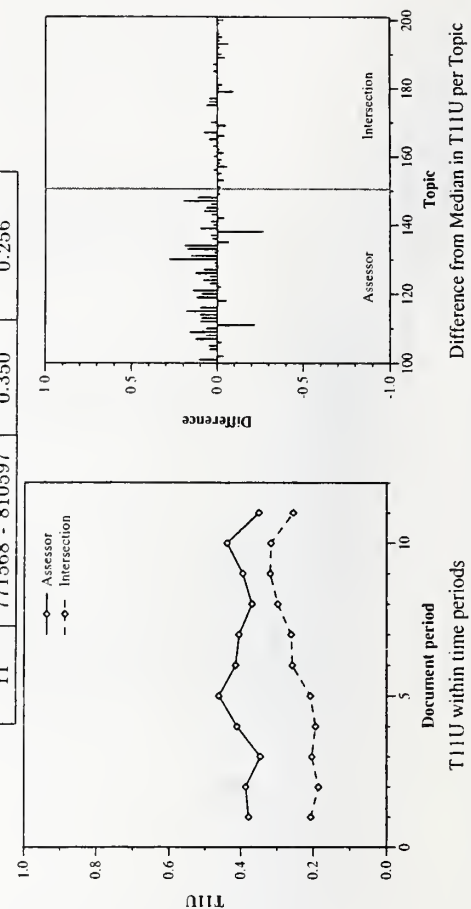 11 771568 - 810597 0.350 0.256
T11U
1.0
0.8
0.6
0.4
0.2
0.0
0
5
10
Assessor
Intersection
Document period
T11U within time periods
Difference
1.0
0.5
0.0
-0.5
-1.0
100
120
140
160
180
200
Assessor
Intersection
Topic
Difference from Median in T11U per Topic